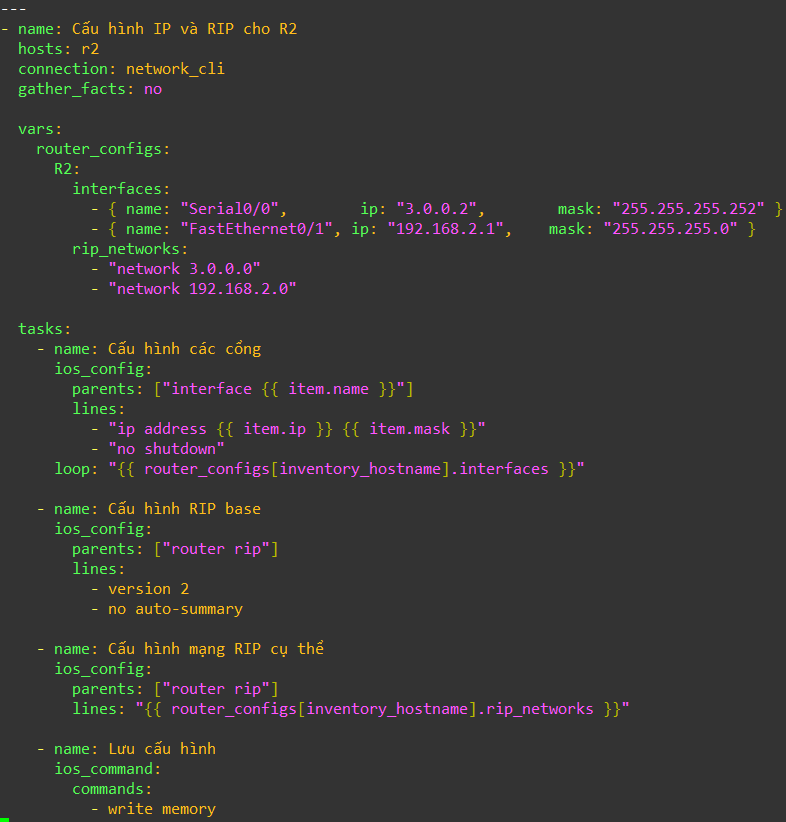 ---
- name: Cấu hình IP và RIP cho R2
  hosts: r2
  connection: network_cli
  gather_facts: no

  vars:
    router_configs:
      R2:
        interfaces:
          - { name: "Serial0/0",        ip: "3.0.0.2",        mask: "255.255.255.252" }
          - { name: "FastEthernet0/1", ip: "192.168.2.1",    mask: "255.255.255.0" }
        rip_networks:
          - "network 3.0.0.0"
          - "network 192.168.2.0"

  tasks:
    - name: Cấu hình các cổng
      ios_config:
        parents: ["interface {{ item.name }}"]
        lines:
          - "ip address {{ item.ip }} {{ item.mask }}"
          - "no shutdown"
      loop: "{{ router_configs[inventory_hostname].interfaces }}"

    - name: Cấu hình RIP base
      ios_config:
        parents: ["router rip"]
        lines:
          - version 2
          - no auto-summary

    - name: Cấu hình mạng RIP cụ thể
      ios_config:
        parents: ["router rip"]
        lines: "{{ router_configs[inventory_hostname].rip_networks }}"

    - name: Lưu cấu hình
      ios_command:
        commands:
          - write memory